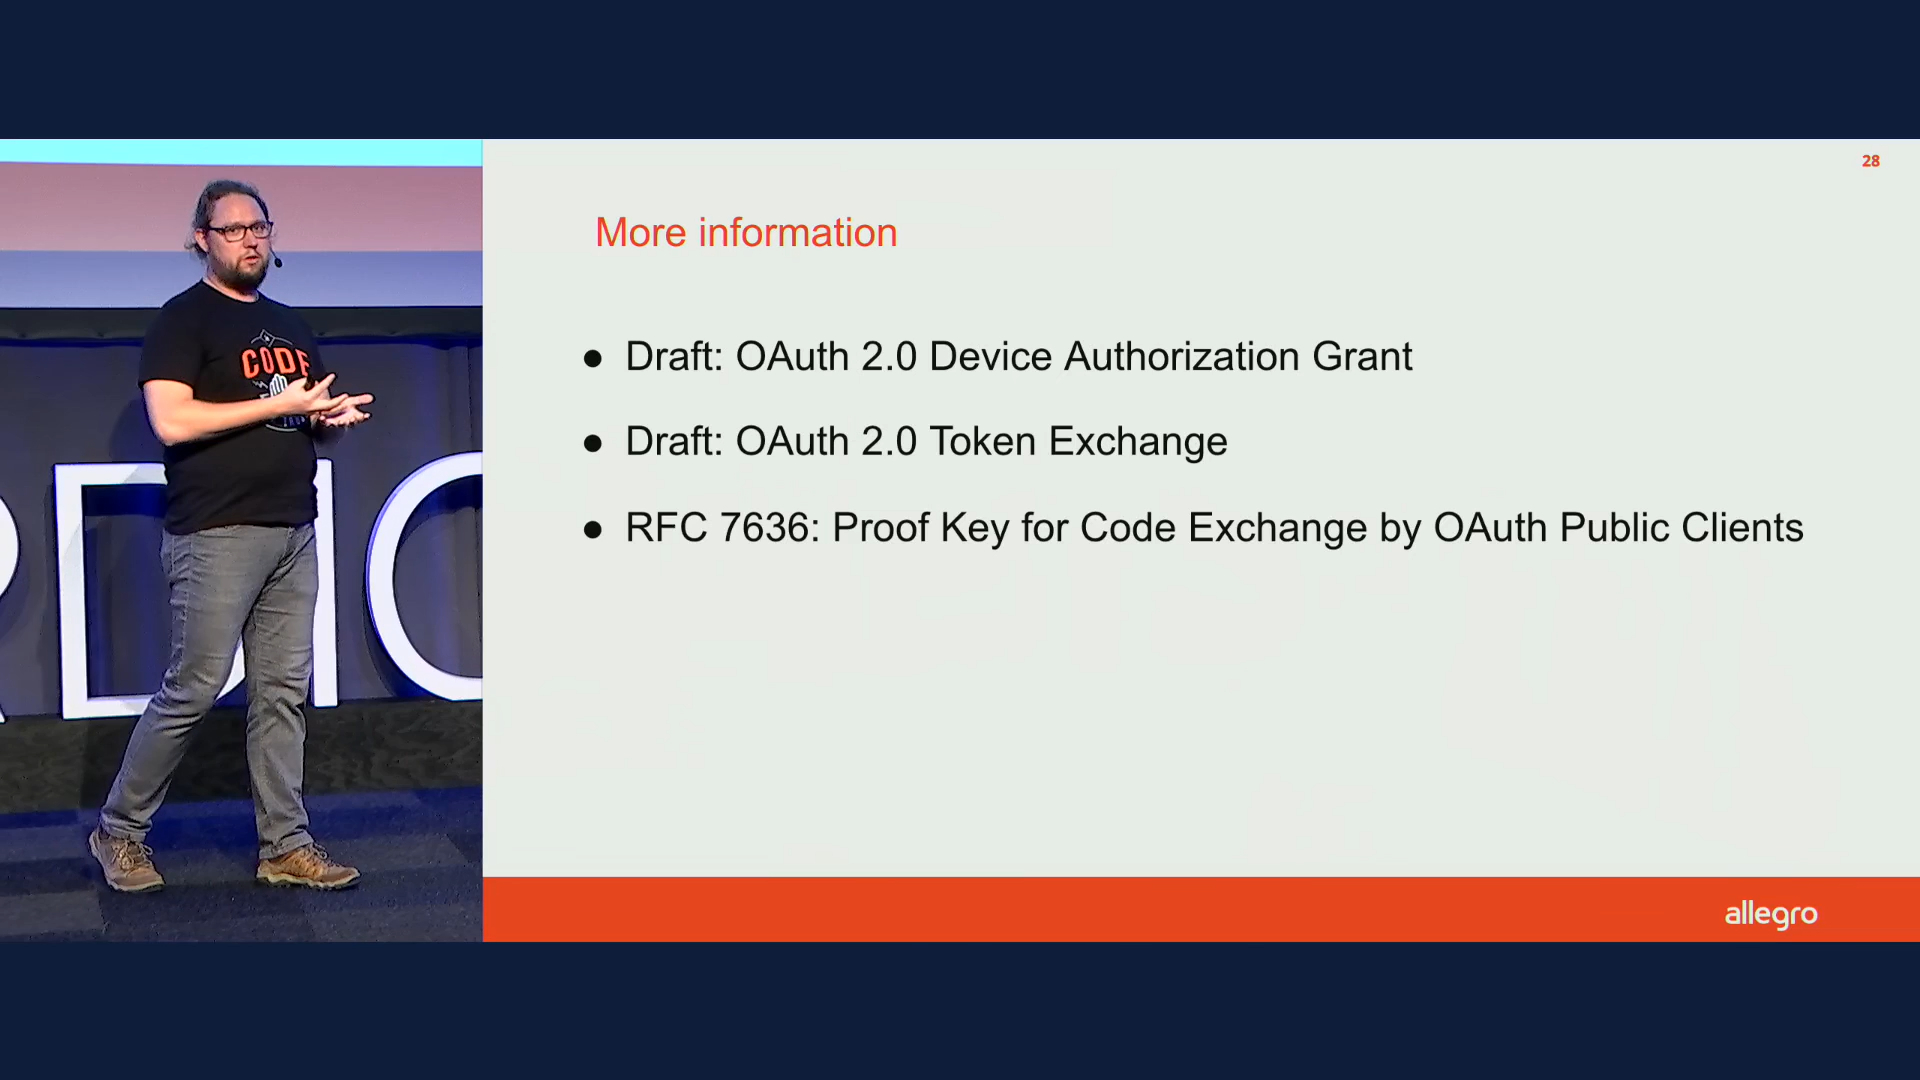 28
More information
● Draft: OAuth 2.0 Device Authorization Grant
● Draft: OAuth 2.0 Token Exchange
● RFC 7636: Proof Key for Code Exchange by OAuth Public Clients
allegro
CODE
DIC